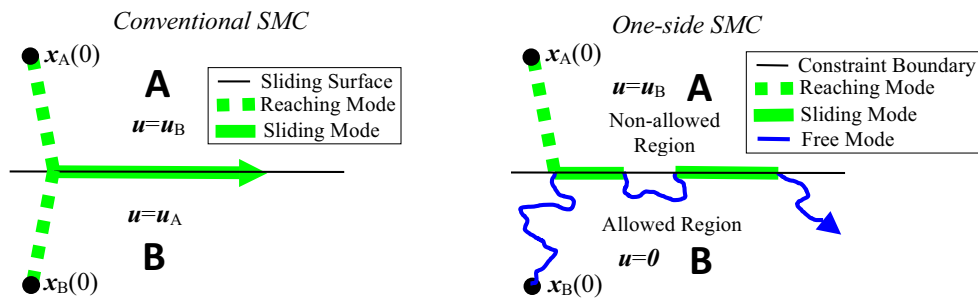 Conventional SMC
xA(0)
A
Sliding Surface
Reaching Mode
Sliding Mode
u=uB
u=uA
B
xB(0)
One-side SMC
xA(0)
u=uB
A
Constraint Boundary
Reaching Mode
Sliding Mode
Free Mode
Non-allowed
Region
Allowed Region
u=0
B
xB(0)